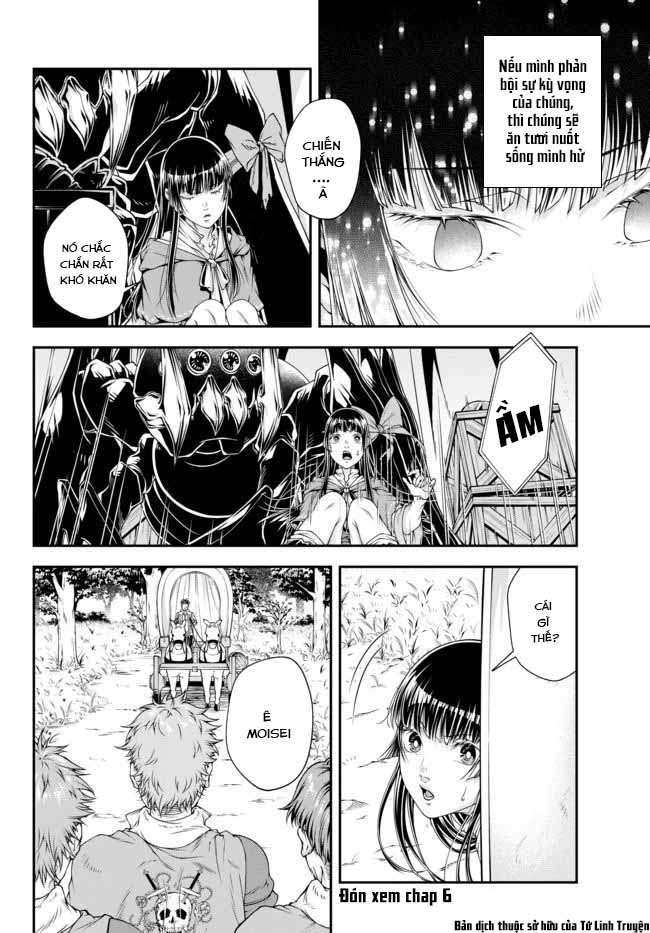 Nếu mình phản
bội sự kỳ vọng
của chúng,
thì chúng sẽ
ăn tươi nuốt
sống mình hử
CHIẾN
THẮNG
....
À
NÓ CHẮC
CHẮN RẤT
KHÓ KHĂN
ẦM
CÁI
GÌ
THẾ?
Ê
MOISEI
Đón xem chap 6
Bản dịch thuộc sở hữu của Tứ Linh Truyện